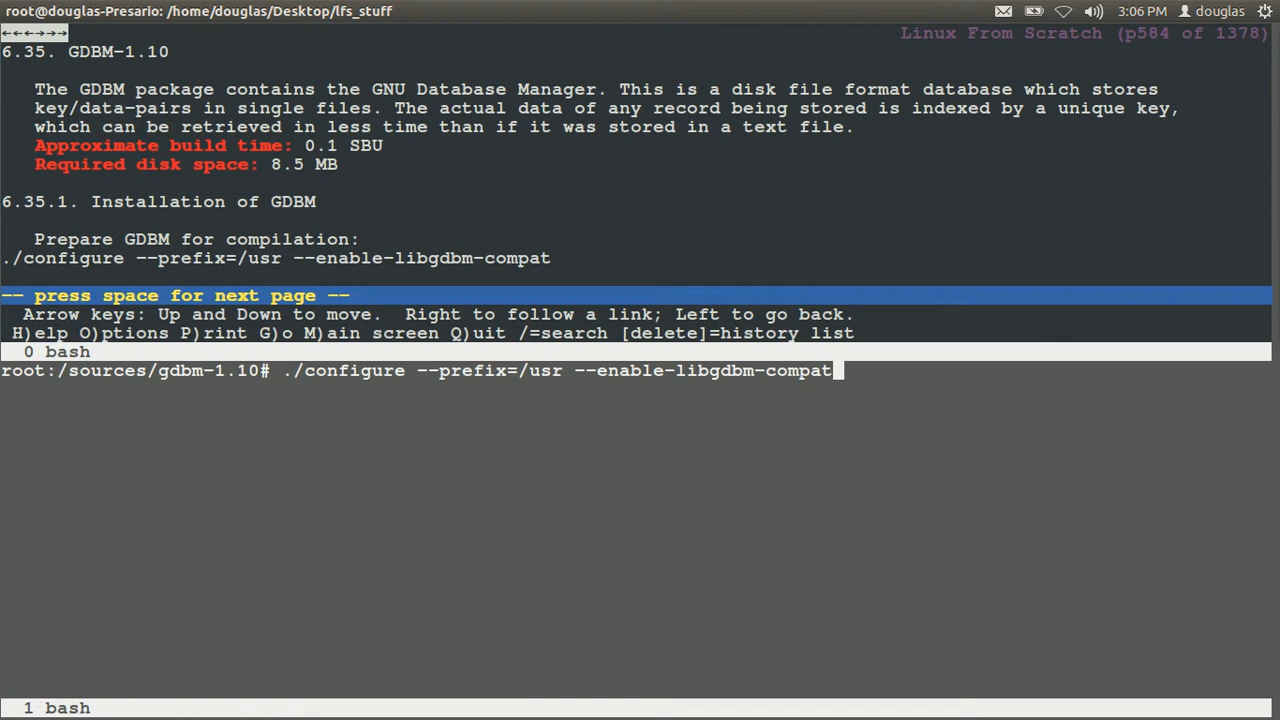 root@douglas-Presario: /home/douglas/Desktop/lfs_stuff 3:06 PM douglas
←←←→→→ Linux From Scratch (p584 of 1378)
6.35. GDBM-1.10
The GDBM package contains the GNU Database Manager. This is a disk file format database which stores
key/data-pairs in single files. The actual data of any record being stored is indexed by a unique key,
which can be retrieved in less time than if it was stored in a text file.
Approximate build time: 0.1 SBU
Required disk space: 8.5 MB
6.35.1. Installation of GDBM
Prepare GDBM for compilation:
./configure --prefix=/usr --enable-libgdbm-compat
-- press space for next page --
Arrow keys: Up and Down to move.  Right to follow a link; Left to go back.
H)elp O)ptions P)rint G)o M)ain screen Q)uit /=search [delete]=history list
0 bash
root:/sources/gdbm-1.10# ./configure --prefix=/usr --enable-libgdbm-compat
1 bash